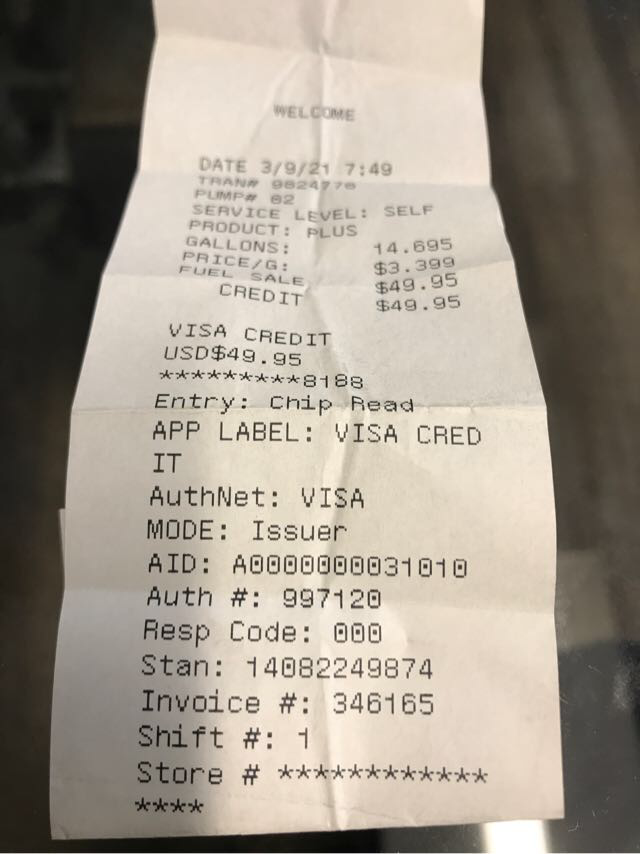 WELCOME
DATE 3/9/21 7:49
TRAN# 9824776
PUMP# 02
SERVICE LEVEL: SELF
PRODUCT: PLUS
GALLONS: 14.695
PRICE/G: $3.399
FUEL SALE $49.95
CREDIT $49.95
VISA CREDIT
USD$49.95
*********8188
Entry: Chip Read
APP LABEL: VISA CRED
IT
AuthNet: VISA
MODE: Issuer
AID: A0000000031010
Auth #: 997120
Resp Code: 000
Stan: 14082249874
Invoice #: 346165
Shift #: 1
Store # ************
****